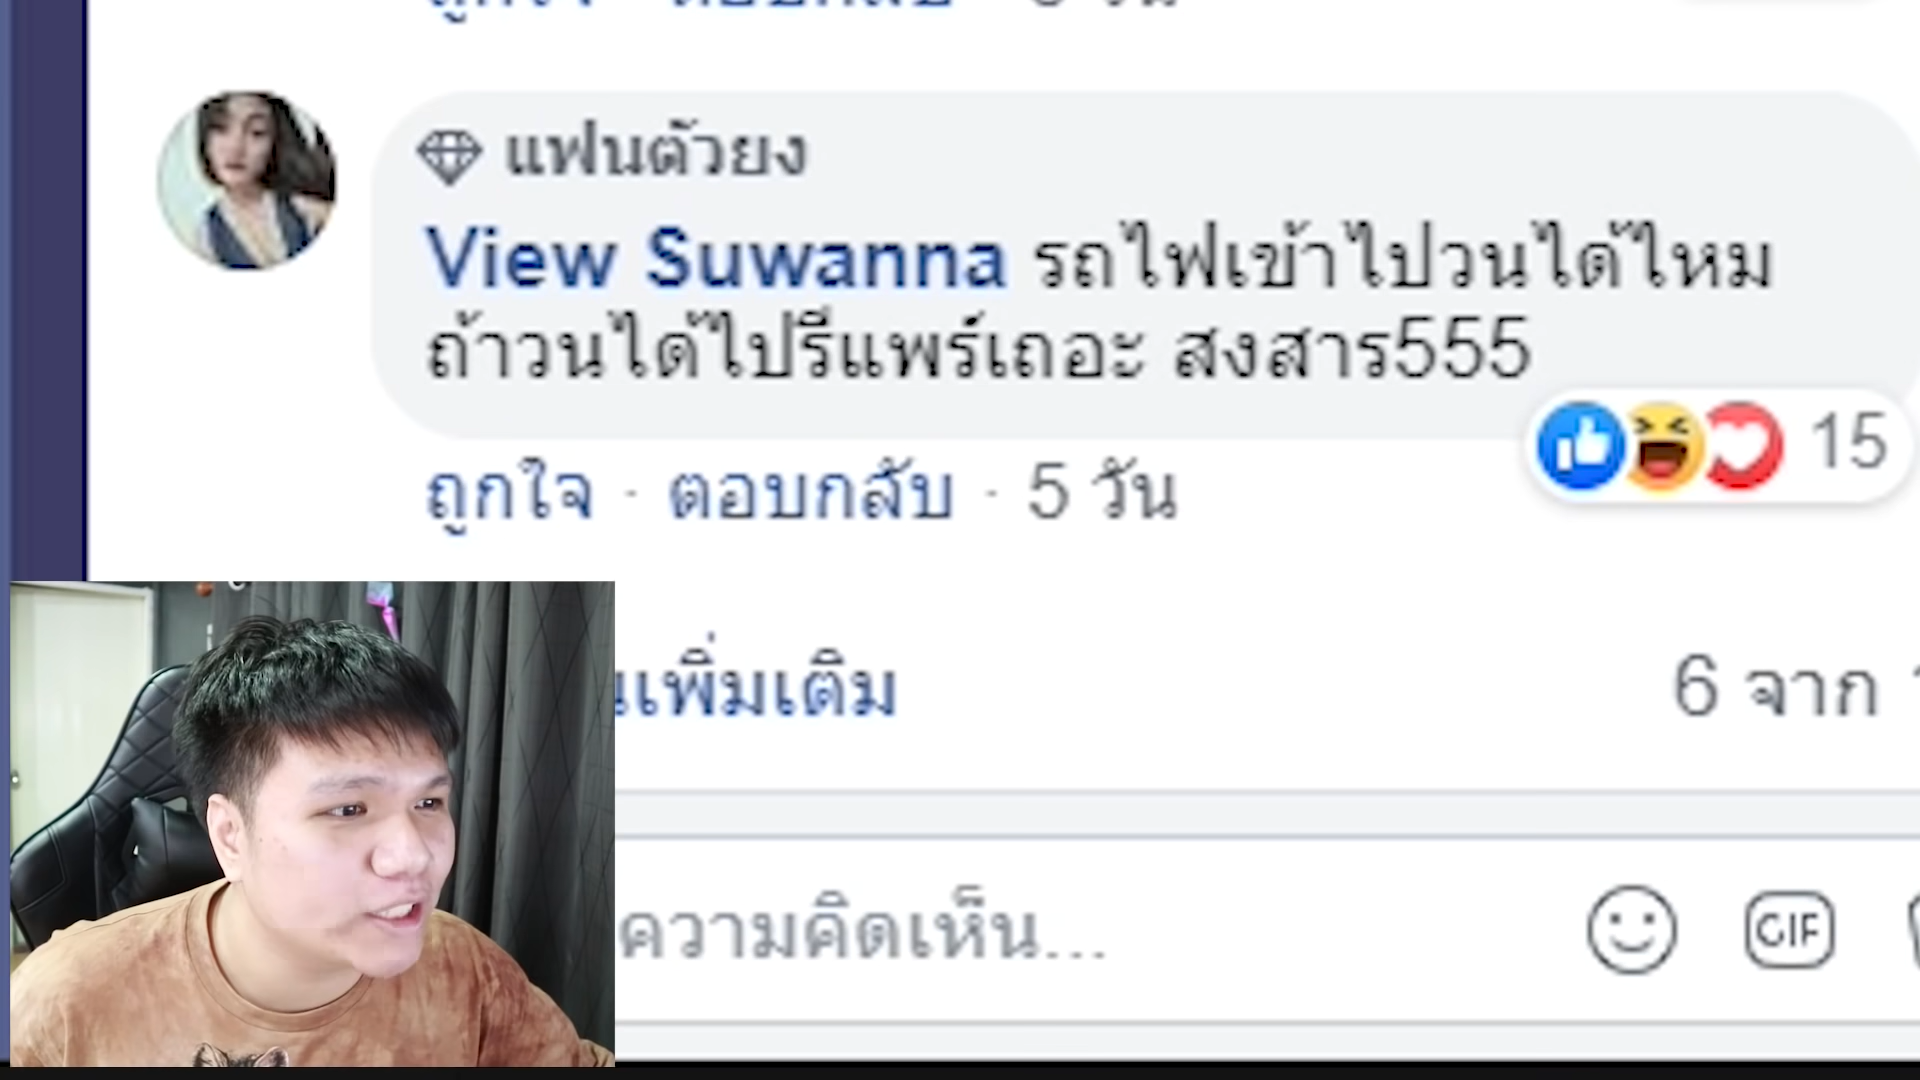 แฟนตัวยง
View Suwanna รถไฟเข้าไปวนได้ไหม
ถ้าวนได้ไปรีแพร์เถอะ สงสาร555
15
ถูกใจ · ตอบกลับ · 5 วัน
เพิ่มเติม
6 จาก
ความคิดเห็น...
GIF